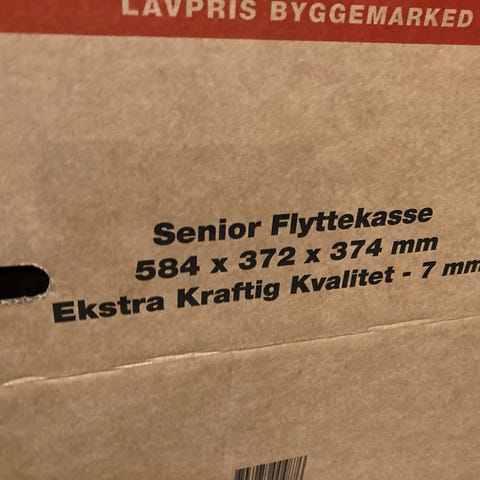 LAVPRIS BYGGEMARKED
Senior Flyttekasse
584 x 372 x 374 mm
Ekstra Kraftig Kvalitet - 7 mm